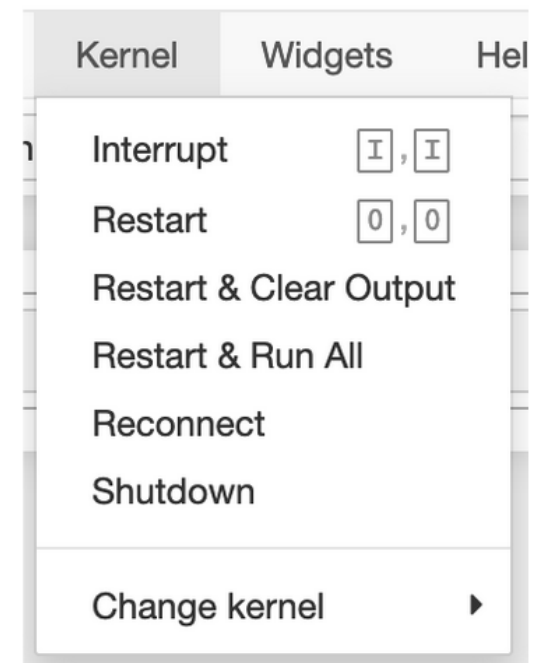 Kernel Widgets Hel
n
Interrupt I , I
Restart 0 , 0
Restart & Clear Output
Restart & Run All
Reconnect
Shutdown
Change kernel